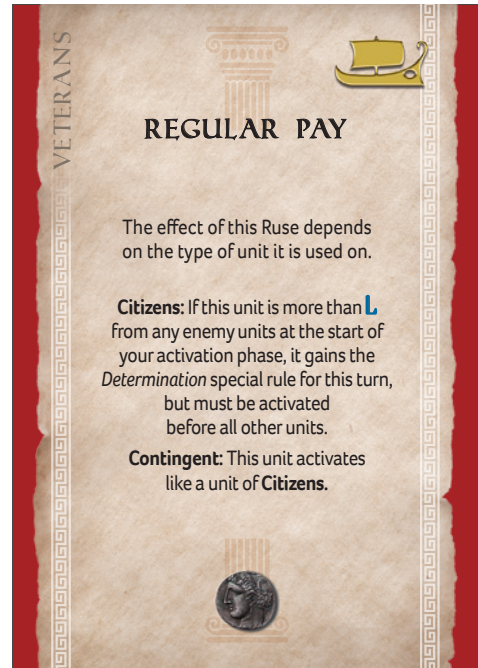 VETERANS
REGULAR PAY
The effect of this Ruse depends
on the type of unit it is used on.
Citizens: If this unit is more than L
from any enemy units at the start of
your activation phase, it gains the
Determination special rule for this turn,
but must be activated
before all other units.
Contingent: This unit activates
like a unit of Citizens.